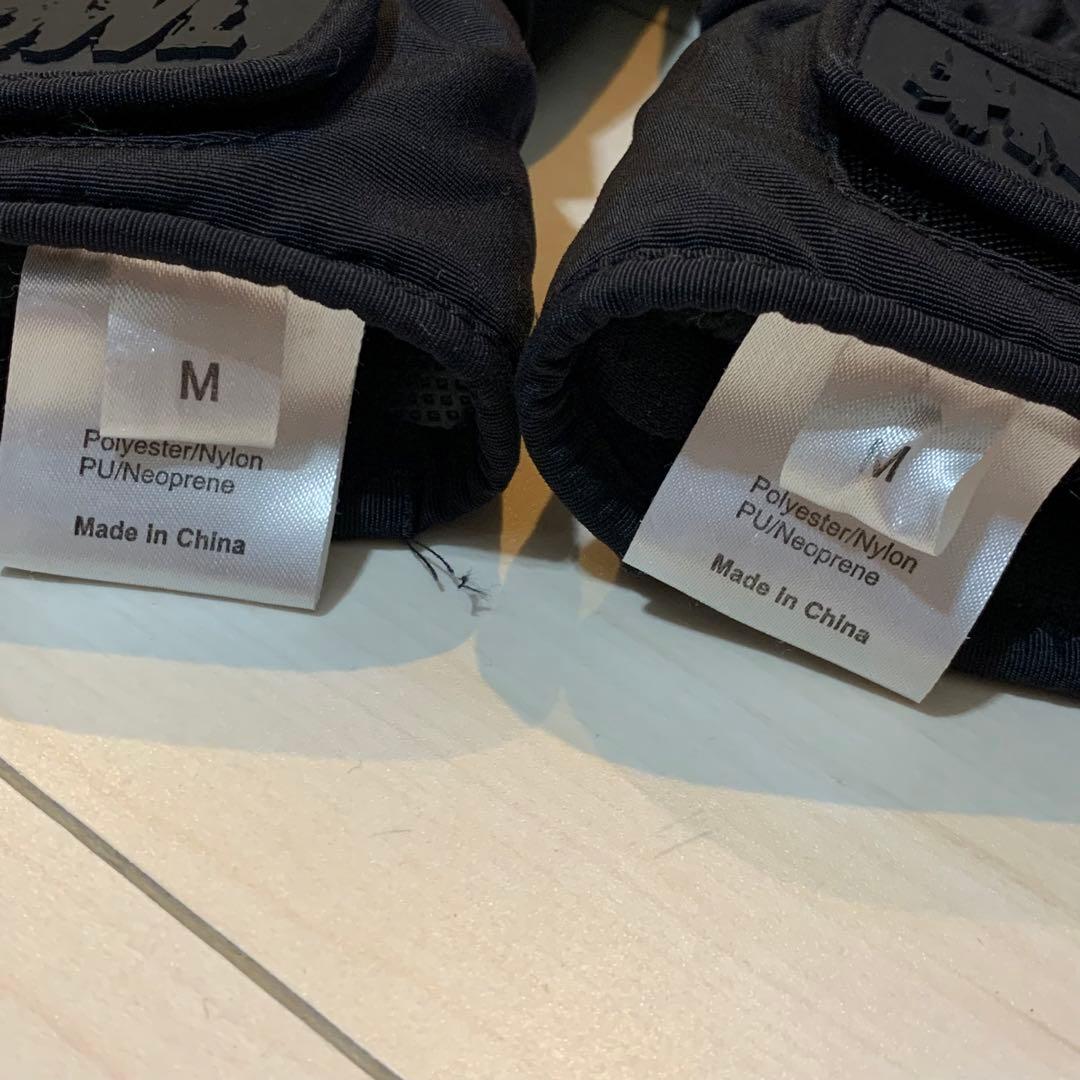 M
Polyester/Nylon
PU/Neoprene
Made in China
M
Polyester/Nylon
PU/Neoprene
Made in China